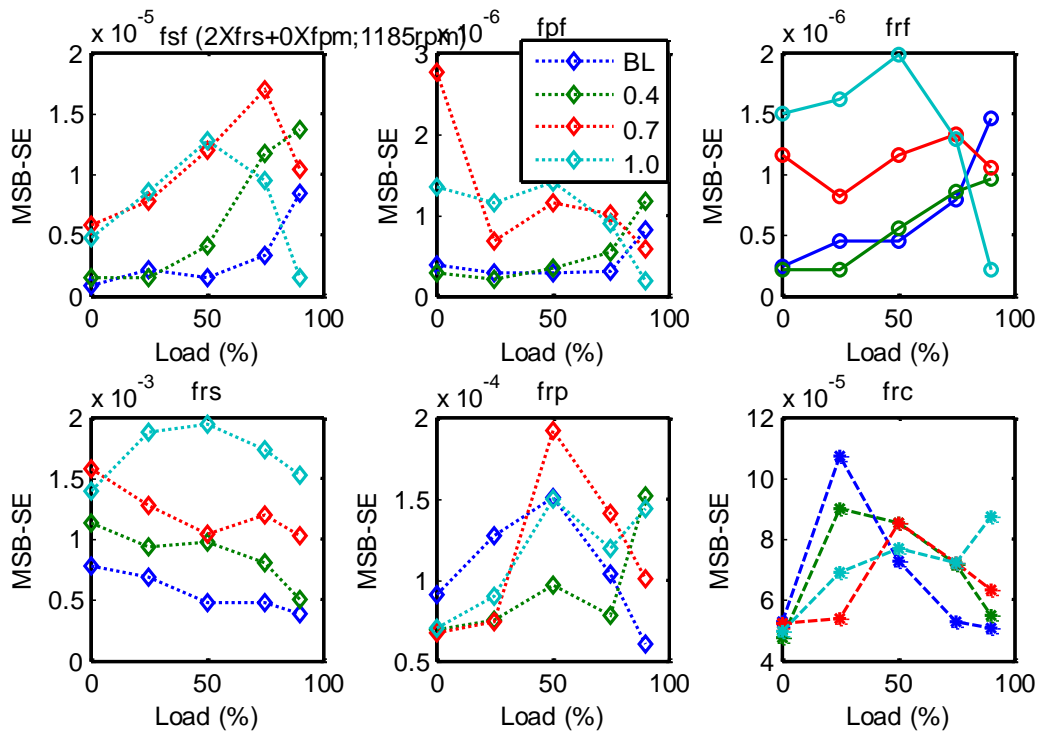 x 10-5
fsf (2Xfrs+0Xfpm;1185rpm)
2
1.5
1
0.5
0
MSB-SE
0 50 100
Load (%)
x 10-6
fpf
3
2
1
0
MSB-SE
0 50 100
Load (%)
BL
0.4
0.7
1.0
x 10-6
frf
2
1.5
1
0.5
0
MSB-SE
0 50 100
Load (%)
x 10-3
frs
2
1.5
1
0.5
0
MSB-SE
0 50 100
Load (%)
x 10-4
frp
2
1.5
1
0.5
MSB-SE
0 50 100
Load (%)
x 10-5
frc
12
10
8
6
4
MSB-SE
0 50 100
Load (%)